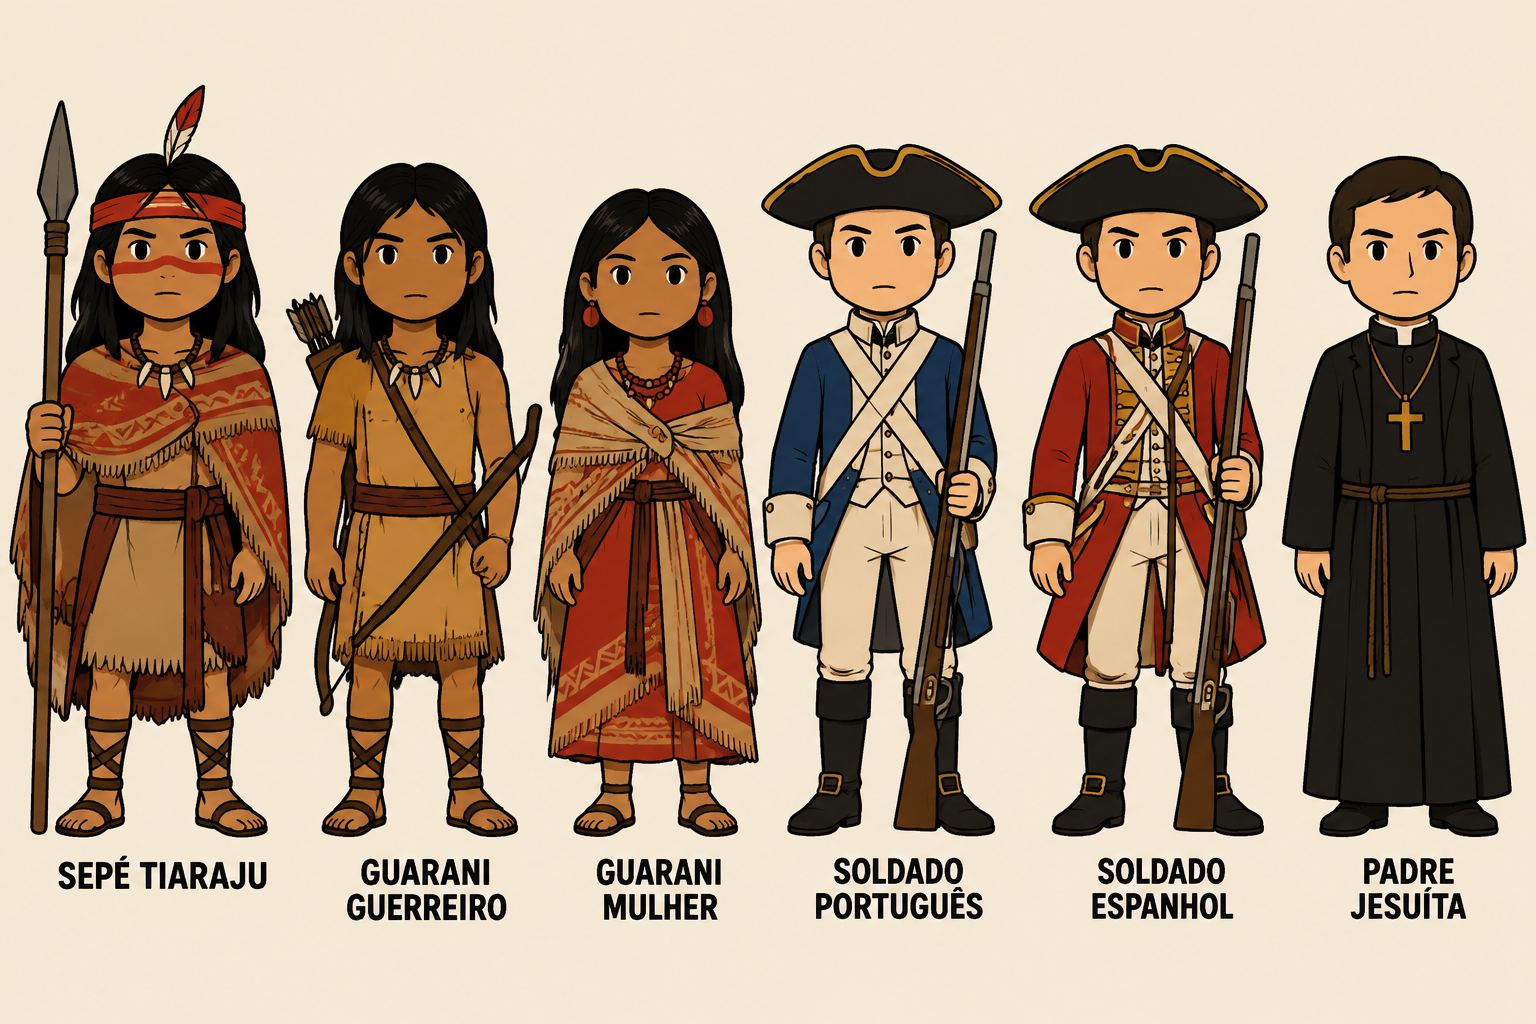 SEPÉ TIARAJU
GUARANI
GUERREIRO
GUARANI
MULHER
SOLDADO
PORTUGUÊS
SOLDADO
ESPANHOL
PADRE
JESUÍTA